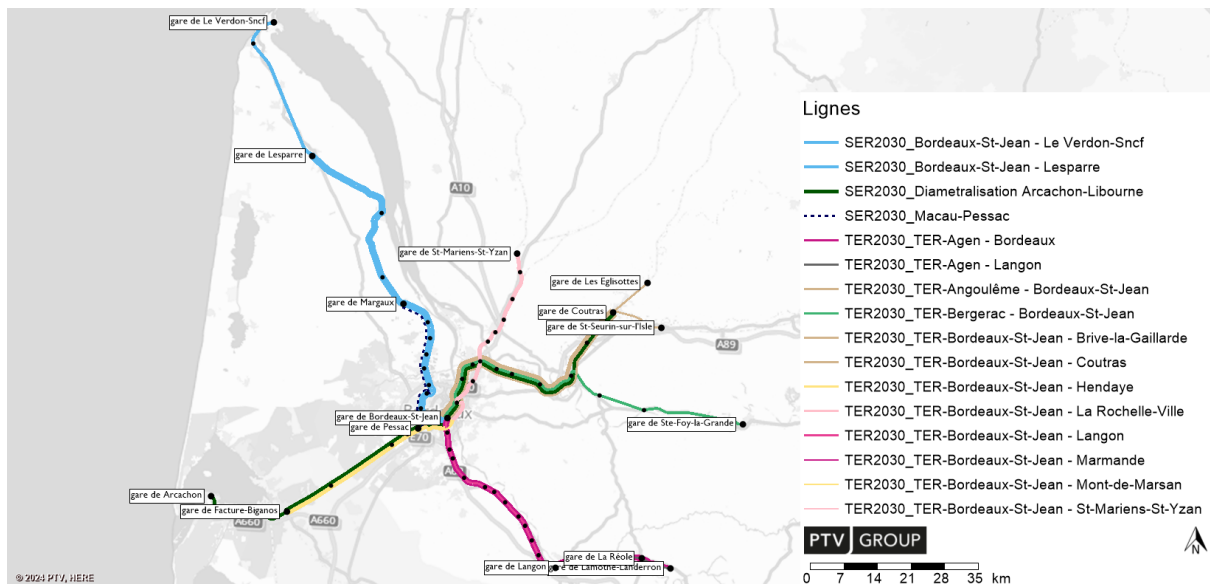 gare de Le Verdon-Sncf
gare de Lesparre
A10
gare de St-Mariens-St-Yzan
gare de Les Eglisottes
gare de Margaux
gare de Coutras
gare de St-Seurin-sur-l'Isle
A89
gare de Bordeaux-St-Jean
gare de Pessac
E70
gare de Ste-Foy-la-Grande
gare de Arcachon
gare de Facture-Biganos
A660
A660
gare de La Réole
gare de Langon
gare de Lamothe-Landerron
© 2024 PTV, HERE
Lignes
SER2030_Bordeaux-St-Jean - Le Verdon-Sncf
SER2030_Bordeaux-St-Jean - Lesparre
SER2030_Diametralisation Arcachon-Libourne
SER2030_Macau-Pessac
TER2030_TER-Agen - Bordeaux
TER2030_TER-Agen - Langon
TER2030_TER-Angoulême - Bordeaux-St-Jean
TER2030_TER-Bergerac - Bordeaux-St-Jean
TER2030_TER-Bordeaux-St-Jean - Brive-la-Gaillarde
TER2030_TER-Bordeaux-St-Jean - Coutras
TER2030_TER-Bordeaux-St-Jean - Hendaye
TER2030_TER-Bordeaux-St-Jean - La Rochelle-Ville
TER2030_TER-Bordeaux-St-Jean - Langon
TER2030_TER-Bordeaux-St-Jean - Marmande
TER2030_TER-Bordeaux-St-Jean - Mont-de-Marsan
TER2030_TER-Bordeaux-St-Jean - St-Mariens-St-Yzan
PTV GROUP
N
0 7 14 21 28 35 km